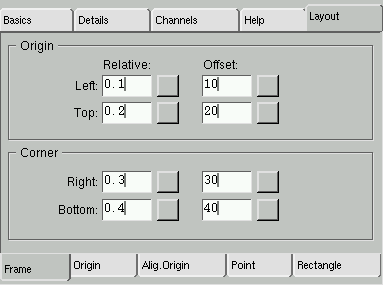 Basics Details Channels Help Layout
Origin
Relative: Offset:
Left: 0.1 10
Top: 0.2 20
Corner
Right: 0.3 30
Bottom: 0.4 40
Frame Origin Alig.Origin Point Rectangle